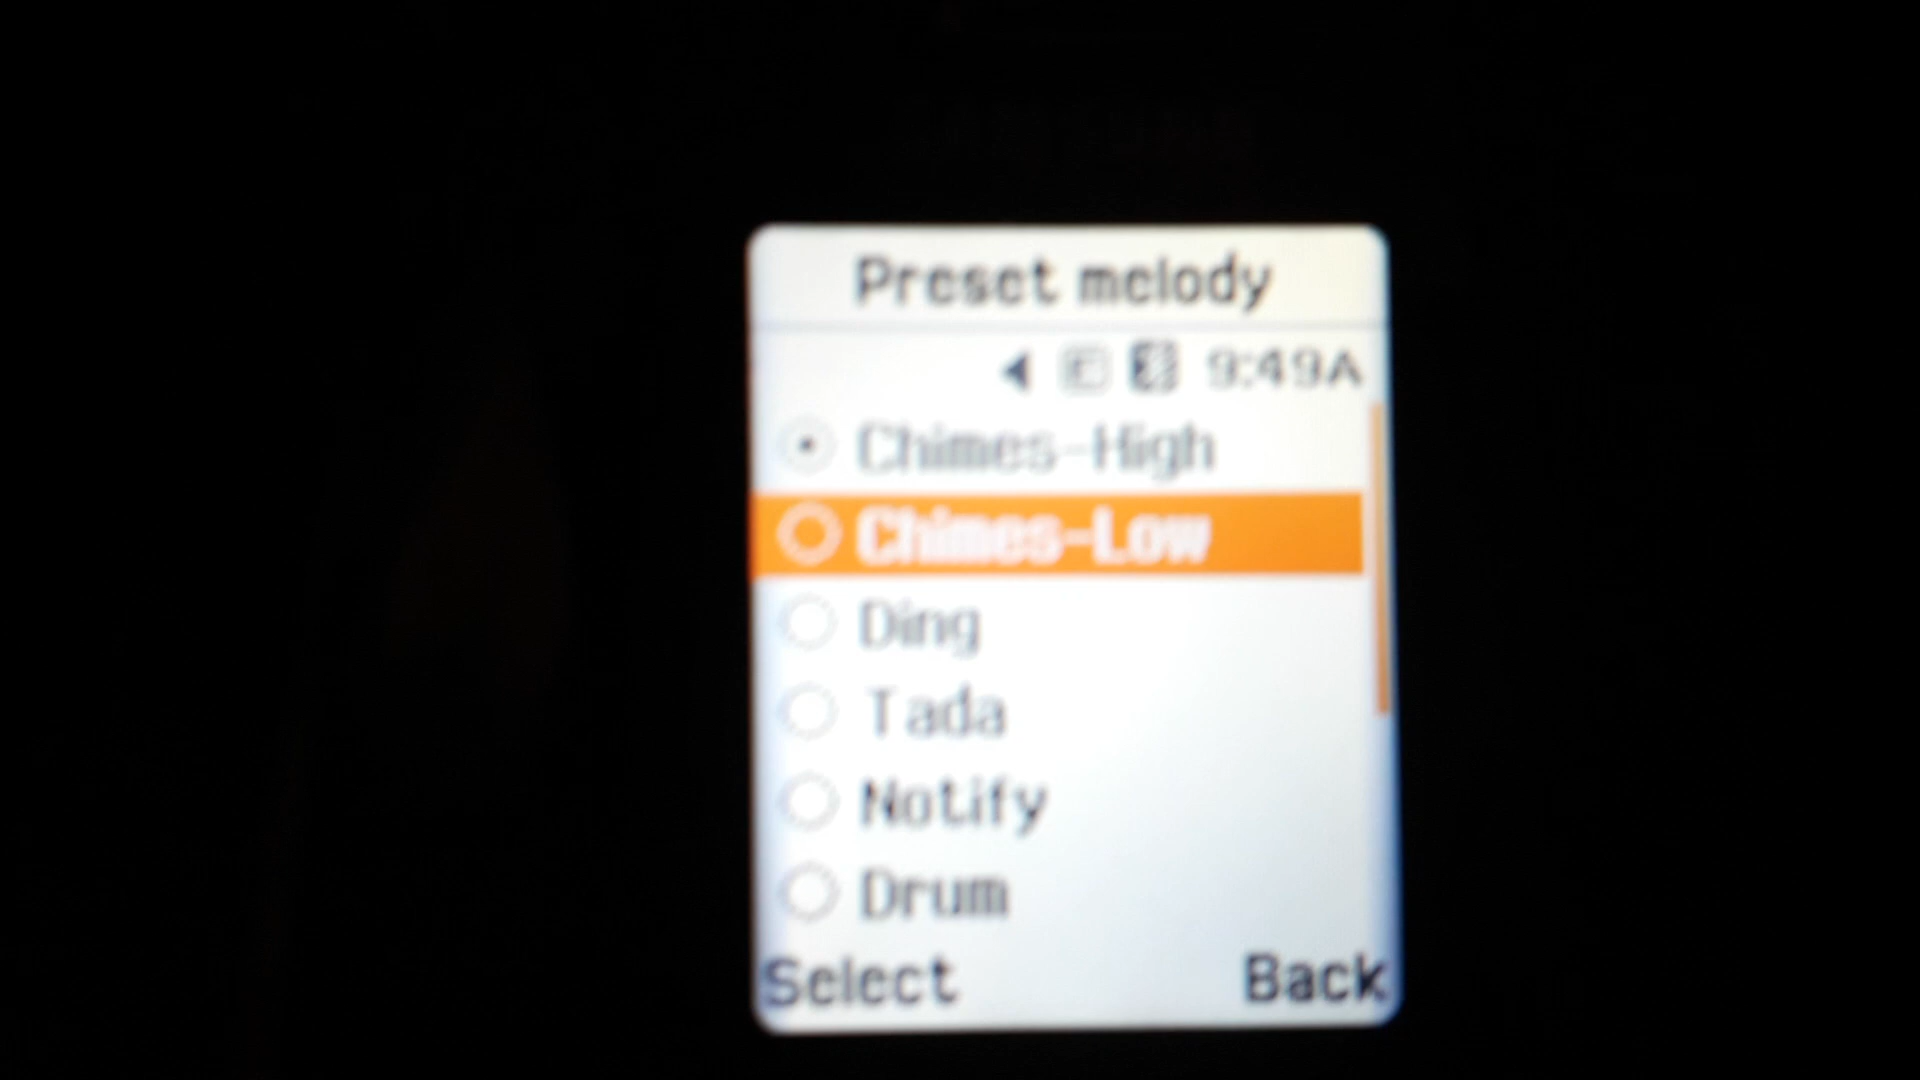 Preset melody
9:49A
Chimes-High
Chimes-Low
Ding
Tada
Notify
Drum
Select Back